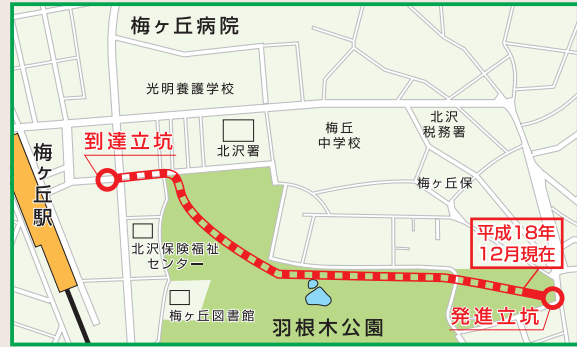 梅ヶ丘病院
光明養護学校
到達立坑
北沢署
梅丘
中学校
北沢
税務署
梅ヶ丘駅
梅ヶ丘保
平成18年
12月現在
北沢保険福祉
センター
梅ヶ丘図書館
発進立坑
羽根木公園